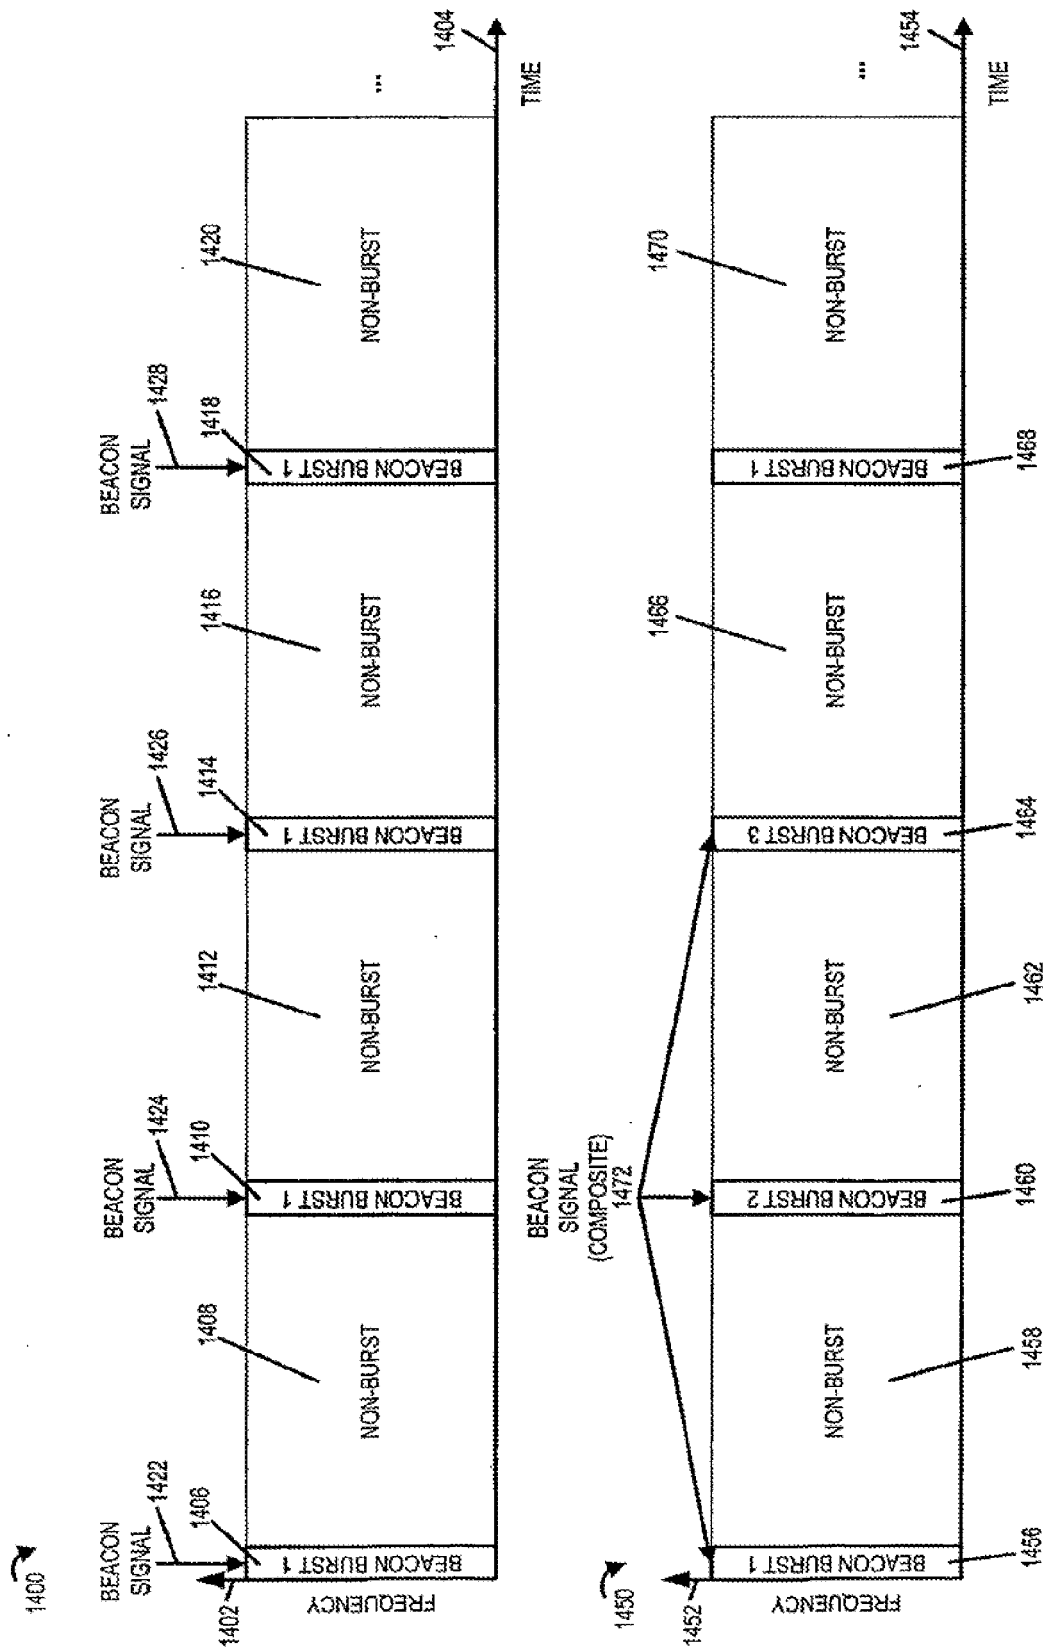 1400
BEACON
SIGNAL
1422
BEACON
SIGNAL
1424
BEACON
SIGNAL
1426
BEACON
SIGNAL
1428
1402
1406
1408
1410
1412
1414
1416
1418
1420
FREQUENCY
BEACON BURST 1
NON-BURST
BEACON BURST 1
NON-BURST
BEACON BURST 1
NON-BURST
BEACON BURST 1
NON-BURST
...
1404
TIME
1450
BEACON
SIGNAL
(COMPOSITE)
1472
1452
1466
1470
FREQUENCY
BEACON BURST 1
NON-BURST
BEACON BURST 2
NON-BURST
BEACON BURST 3
NON-BURST
BEACON BURST 1
NON-BURST
...
1454
1456
1458
1460
1462
1464
1468
TIME